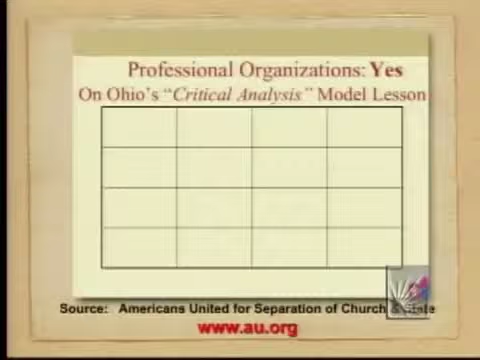 Professional Organizations: Yes
On Ohio's "Critical Analysis" Model Lesson
Source: Americans United for Separation of Church & State
www.au.org